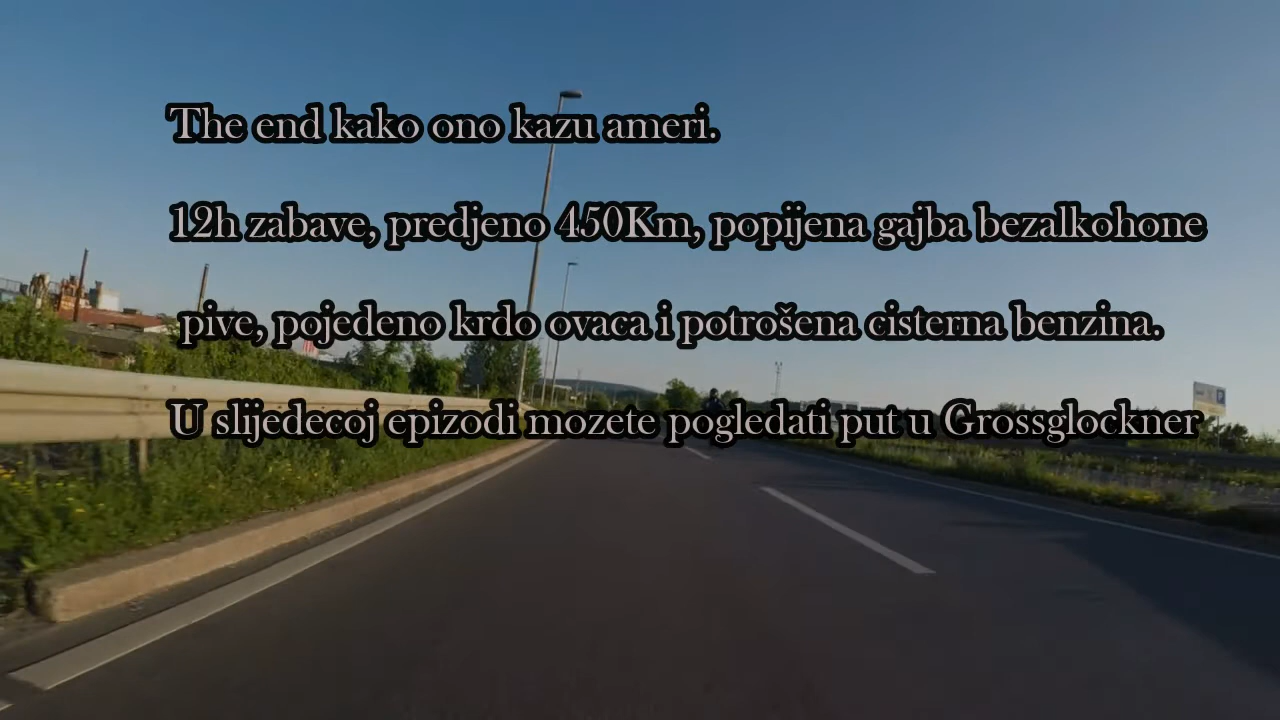 The end kako ono kazu ameri.
12h zabave, predjeno 450Km, popijena gajba bezalkohone
pive, pojedeno krdo ovaca i potrošena cisterna benzina.
U slijedecoj epizodi mozete pogledati put u Grossglockner